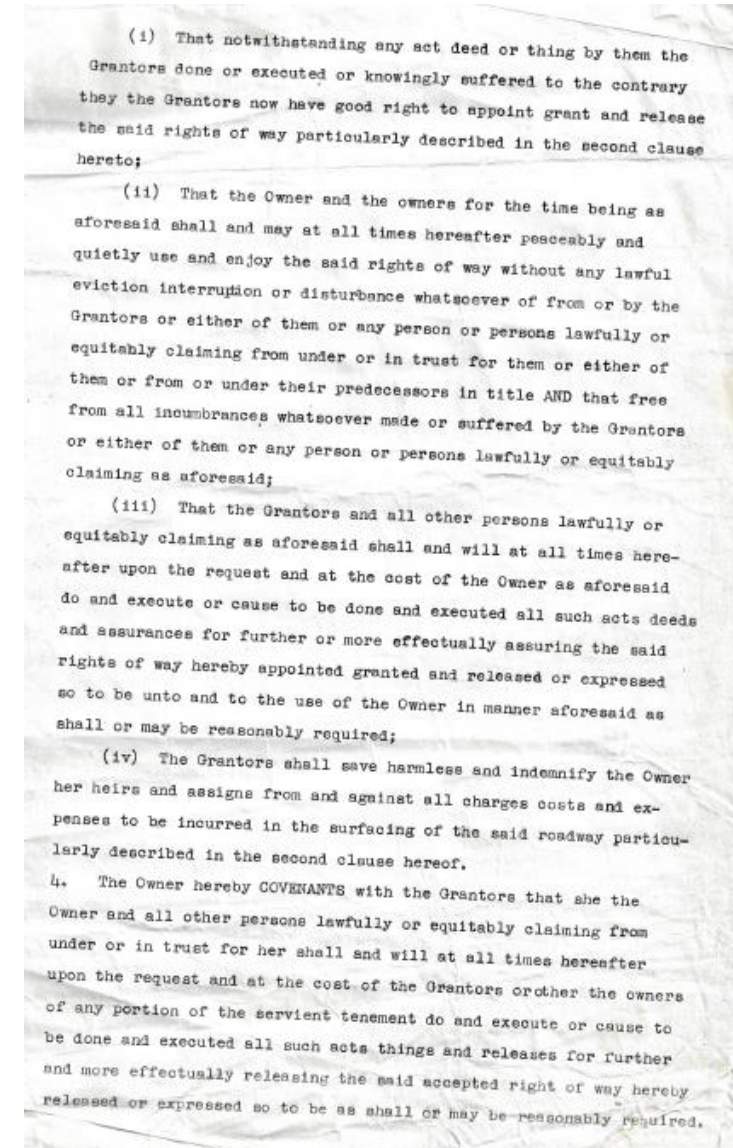 (i) That notwithstanding any act deed or thing by them the
Grantors done or executed or knowingly suffered to the contrary
they the Grantors now have good right to appoint grant and release
the said rights of way particularly described in the second clause
hereto;
(ii) That the Owner and the owners for the time being as
aforesaid shall and may at all times hereafter peaceably and
quietly use and enjoy the said rights of way without any lawful
eviction interruption or disturbance whatsoever of from or by the
Grantors or either of them or any person or persons lawfully or
equitably claiming from under or in trust for them or either of
them or from or under their predecessors in title AND that free
from all incumbrances whatsoever made or suffered by the Grantors
or either of them or any person or persons lawfully or equitably
claiming as aforesaid;
(iii) That the Grantors and all other persons lawfully or
equitably claiming as aforesaid shall and will at all times here-
after upon the request and at the cost of the Owner as aforesaid
do and execute or cause to be done and executed all such acts deeds
and assurances for further or more effectually assuring the said
rights of way hereby appointed granted and released or expressed
so to be unto and to the use of the Owner in manner aforesaid as
shall or may be reasonably required;
(iv) The Grantors shall save harmless and indemnify the Owner
her heirs and assigns from and against all charges costs and ex-
penses to be incurred in the surfacing of the said roadway particu-
larly described in the second clause hereof.
4. The Owner hereby COVENANTS with the Grantors that she the
Owner and all other persons lawfully or equitably claiming from
under or in trust for her shall and will at all times hereafter
upon the request and at the cost of the Grantors orother the owners
of any portion of the servient tenement do and execute or cause to
be done and executed all such acts things and releases for further
and more effectually releasing the said accepted right of way hereby
released or expressed so to be as shall or may be reasonably required.